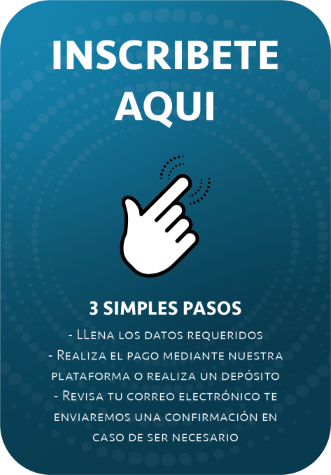 INSCRIBETE
AQUI
3 SIMPLES PASOS
- LLENA LOS DATOS REQUERIDOS
- REALIZA EL PAGO MEDIANTE NUESTRA
PLATAFORMA O REALIZA UN DEPÓSITO
- REVISA TU CORREO ELECTRÓNICO TE
ENVIAREMOS UNA CONFIRMACIÓN EN
CASO DE SER NECESARIO